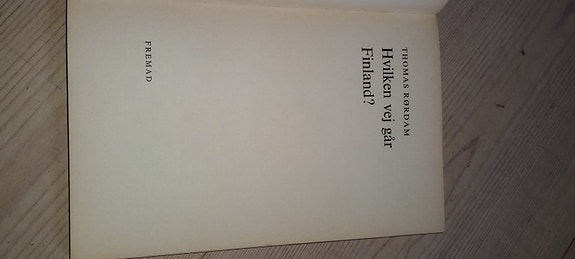 THOMAS RØRDAM
Hvilken vej går
Finland?
FREMAD